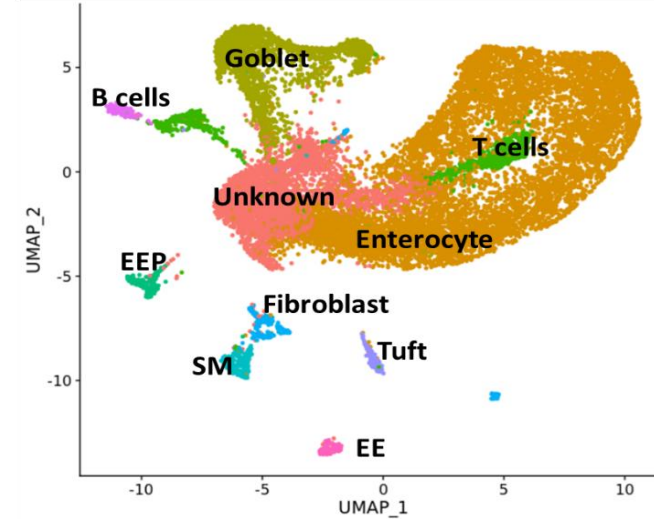 Goblet
B cells
T cells
Unknown
Enterocyte
EEP
Fibroblast
SM
Tuft
EE
5
0
-5
-10
UMAP_2
-10
-5
0
5
10
UMAP_1